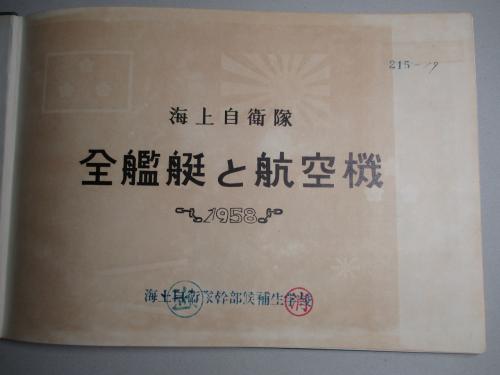 215-19
海上自衛隊
全艦艇と航空機
1958
海上自衛隊幹部候補生学校
消